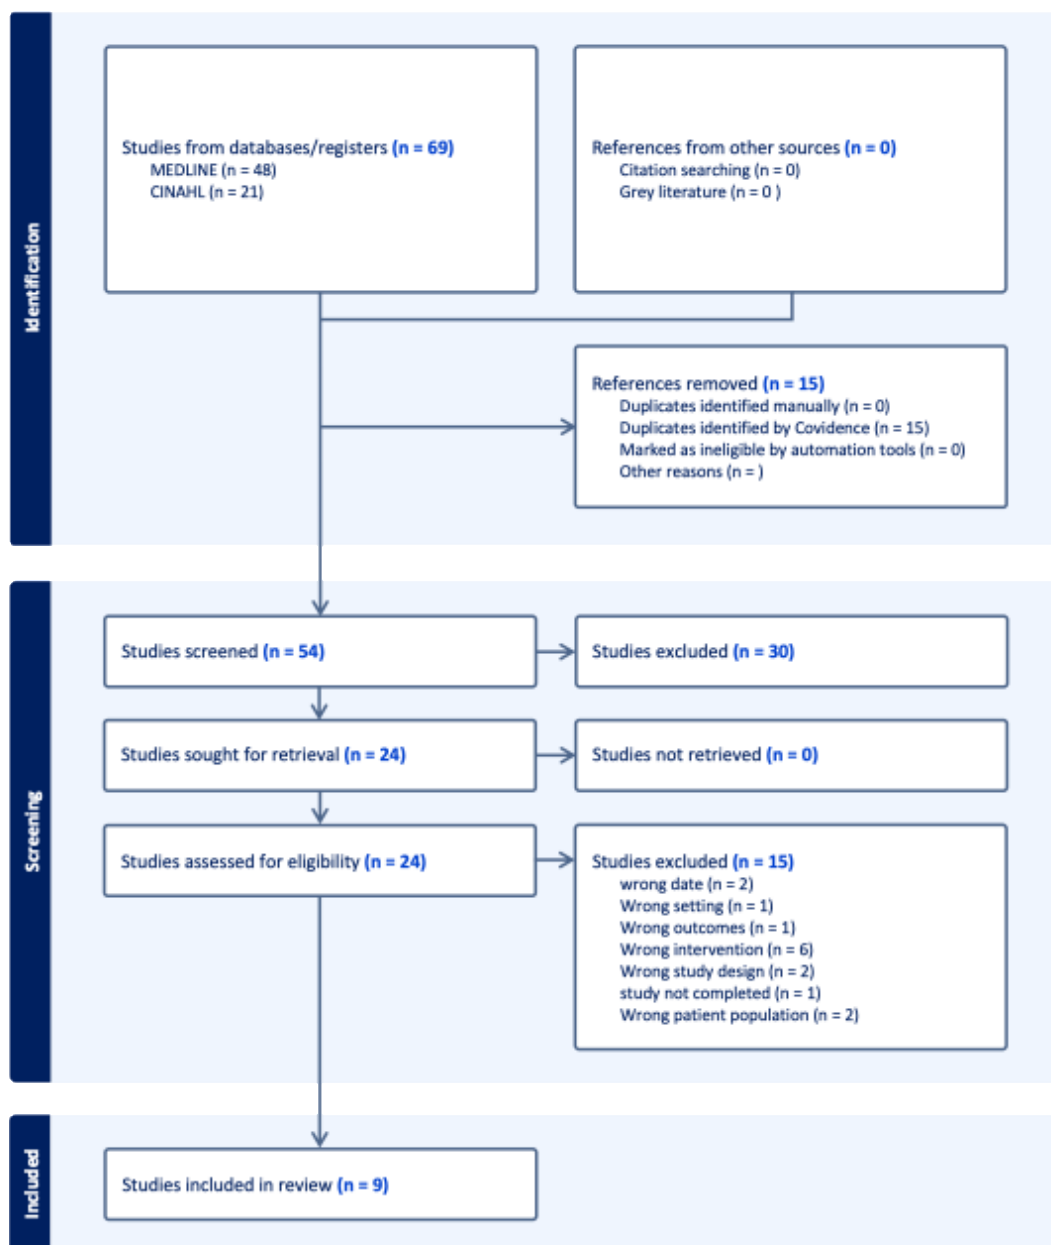 Identification
Studies from databases/registers (n = 69)
MEDLINE (n = 48)
CINAHL (n = 21)
References from other sources (n = 0)
Citation searching (n = 0)
Grey literature (n = 0 )
References removed (n = 15)
Duplicates identified manually (n = 0)
Duplicates identified by Covidence (n = 15)
Marked as ineligible by automation tools (n = 0)
Other reasons (n = )
Screening
Studies screened (n = 54)
Studies excluded (n = 30)
Studies sought for retrieval (n = 24)
Studies not retrieved (n = 0)
Studies assessed for eligibility (n = 24)
Studies excluded (n = 15)
wrong date (n = 2)
Wrong setting (n = 1)
Wrong outcomes (n = 1)
Wrong intervention (n = 6)
Wrong study design (n = 2)
study not completed (n = 1)
Wrong patient population (n = 2)
Included
Studies included in review (n = 9)